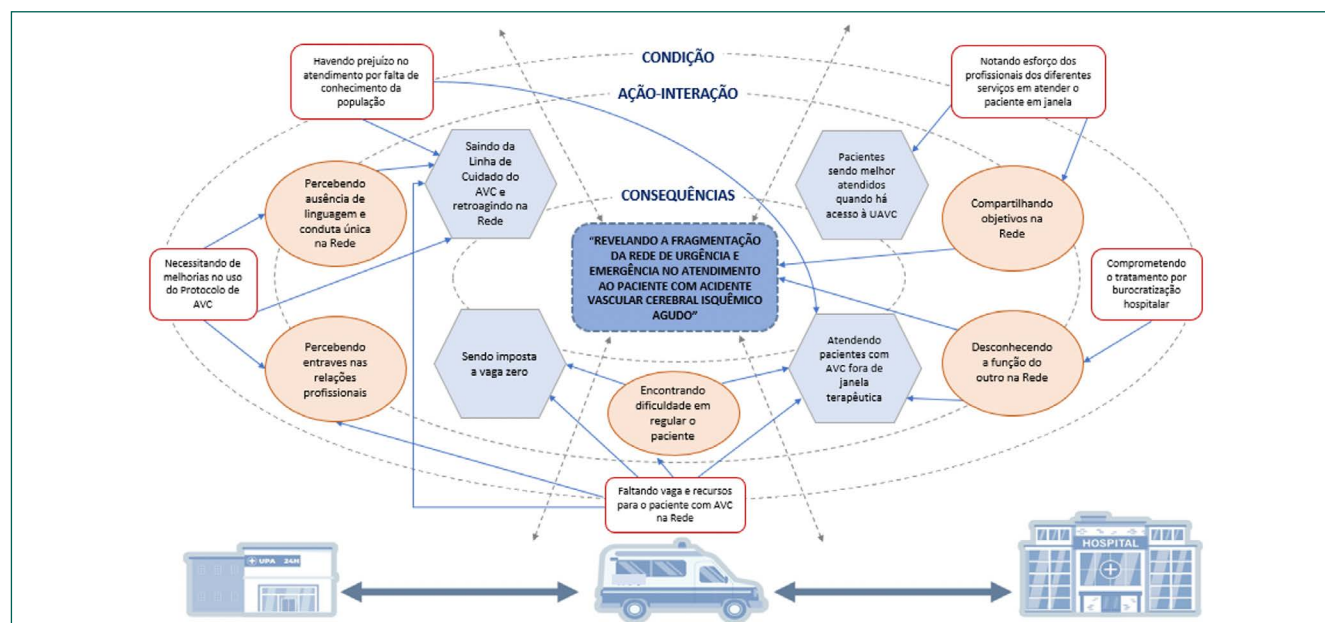 CONDIÇÃO
Havendo prejuízo no
atendimento por falta de
conhecimento da
população
Notando esforço dos
profissionais dos diferentes
serviços em atender o
paciente em janela
AÇÃO-INTERAÇÃO
Saindo da
Linha de
Cuidado do
AVC e
retroagindo na
Rede
Pacientes
sendo melhor
atendidos
quando há
acesso à UAVC
Percebendo
ausência de
linguagem e
conduta única
na Rede
CONSEQUÊNCIAS
Compartilhando
objetivos na
Rede
Necessitando de
melhorias no uso
do Protocolo de
AVC
“REVELANDO A FRAGMENTAÇÃO
DA REDE DE URGÊNCIA E
EMERGÊNCIA NO ATENDIMENTO
AO PACIENTE COM ACIDENTE
VASCULAR CEREBRAL ISQUÊMICO
AGUDO”
Comprometendo
o tratamento por
burocratização
hospitalar
Percebendo
entraves nas
relações
profissionais
Sendo imposta
a vaga zero
Encontrando
dificuldade em
regular o
paciente
Atendendo
pacientes com
AVC fora de
janela
terapêutica
Desconhecendo
a função do
outro na Rede
Faltando vaga e recursos
para o paciente com AVC
na Rede
UPA 24H
HOSPITAL